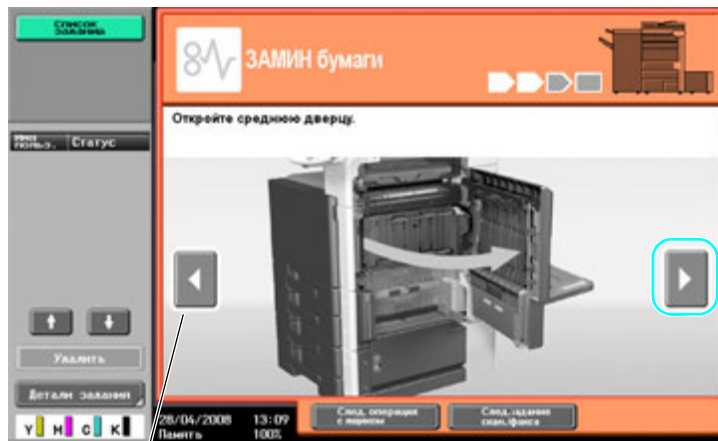 Список
Задания
ЗАМИН бумаги
Откройте среднюю дверцу.
Имя
польз.
Статус
Удалить
Детали задания
Y M C K
28/04/2008 13:09
Память 100%
След. операция
с ящиком
След.задание
скан./факса